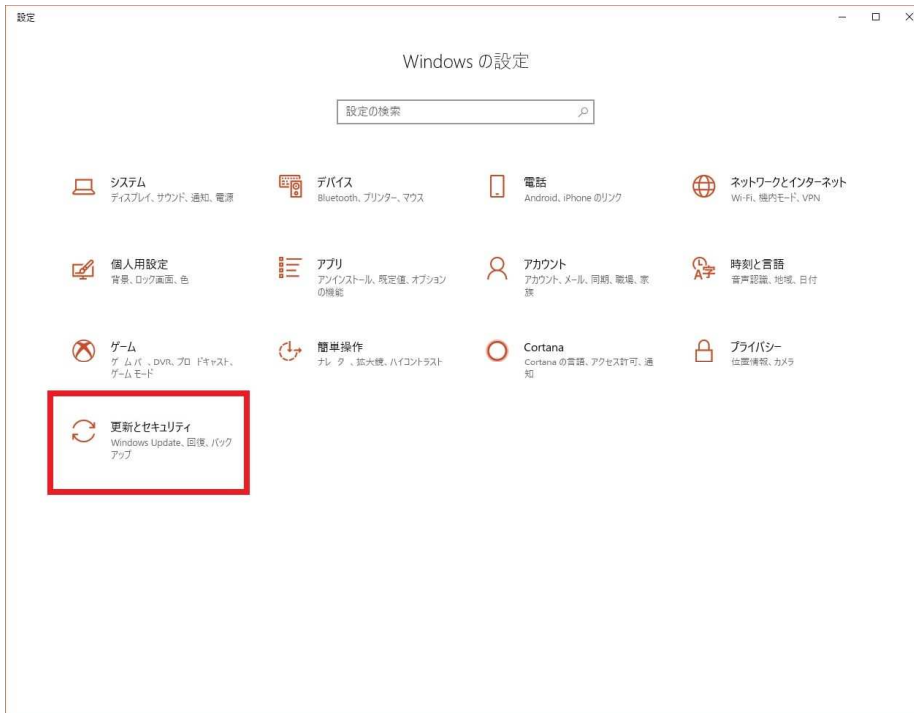 設定
Windows の設定
設定の検索
システム
ディスプレイ、サウンド、通知、電源
デバイス
Bluetooth、プリンター、マウス
電話
Android、iPhone のリンク
ネットワークとインターネット
Wi-Fi、機内モード、VPN
個人用設定
背景、ロック画面、色
アプリ
アンインストール、既定値、オプション
の機能
アカウント
アカウント、メール、同期、職場、家
族
時刻と言語
音声認識、地域、日付
ゲーム
ゲーム バー、DVR、ブロードキャスト、
ゲーム モード
簡単操作
ナレーター、拡大鏡、ハイコントラスト
Cortana
Cortana の言語、アクセス許可、通
知
プライバシー
位置情報、カメラ
更新とセキュリティ
Windows Update、回復、バック
アップ